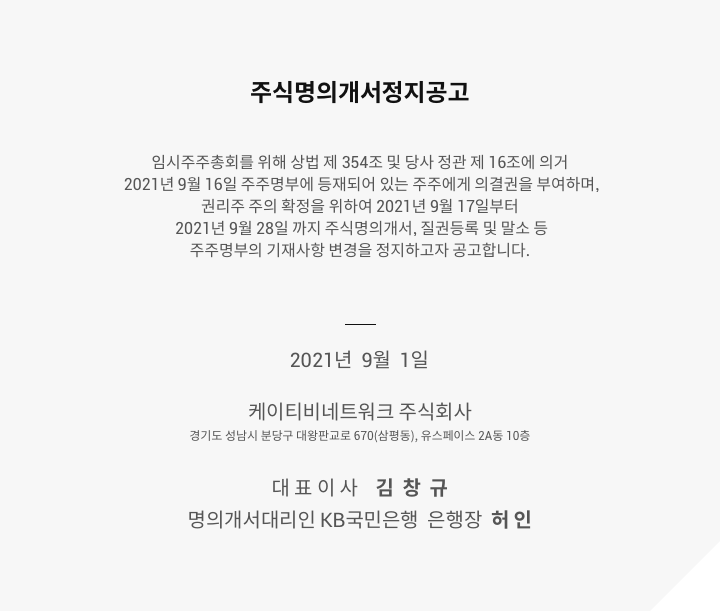 주식명의개서정지공고
임시주주총회를 위해 상법 제 354조 및 당사 정관 제 16조에 의거
2021년 9월 16일 주주명부에 등재되어 있는 주주에게 의결권을 부여하며,
권리주 주의 확정을 위하여 2021년 9월 17일부터
2021년 9월 28일 까지 주식명의개서, 질권등록 및 말소 등
주주명부의 기재사항 변경을 정지하고자 공고합니다.
2021년 9월 1일
케이티비네트워크 주식회사
경기도 성남시 분당구 대왕판교로 670(삼평동), 유스페이스 2A동 10층
대 표 이 사 김 창 규
명의개서대리인 KB국민은행 은행장 허 인